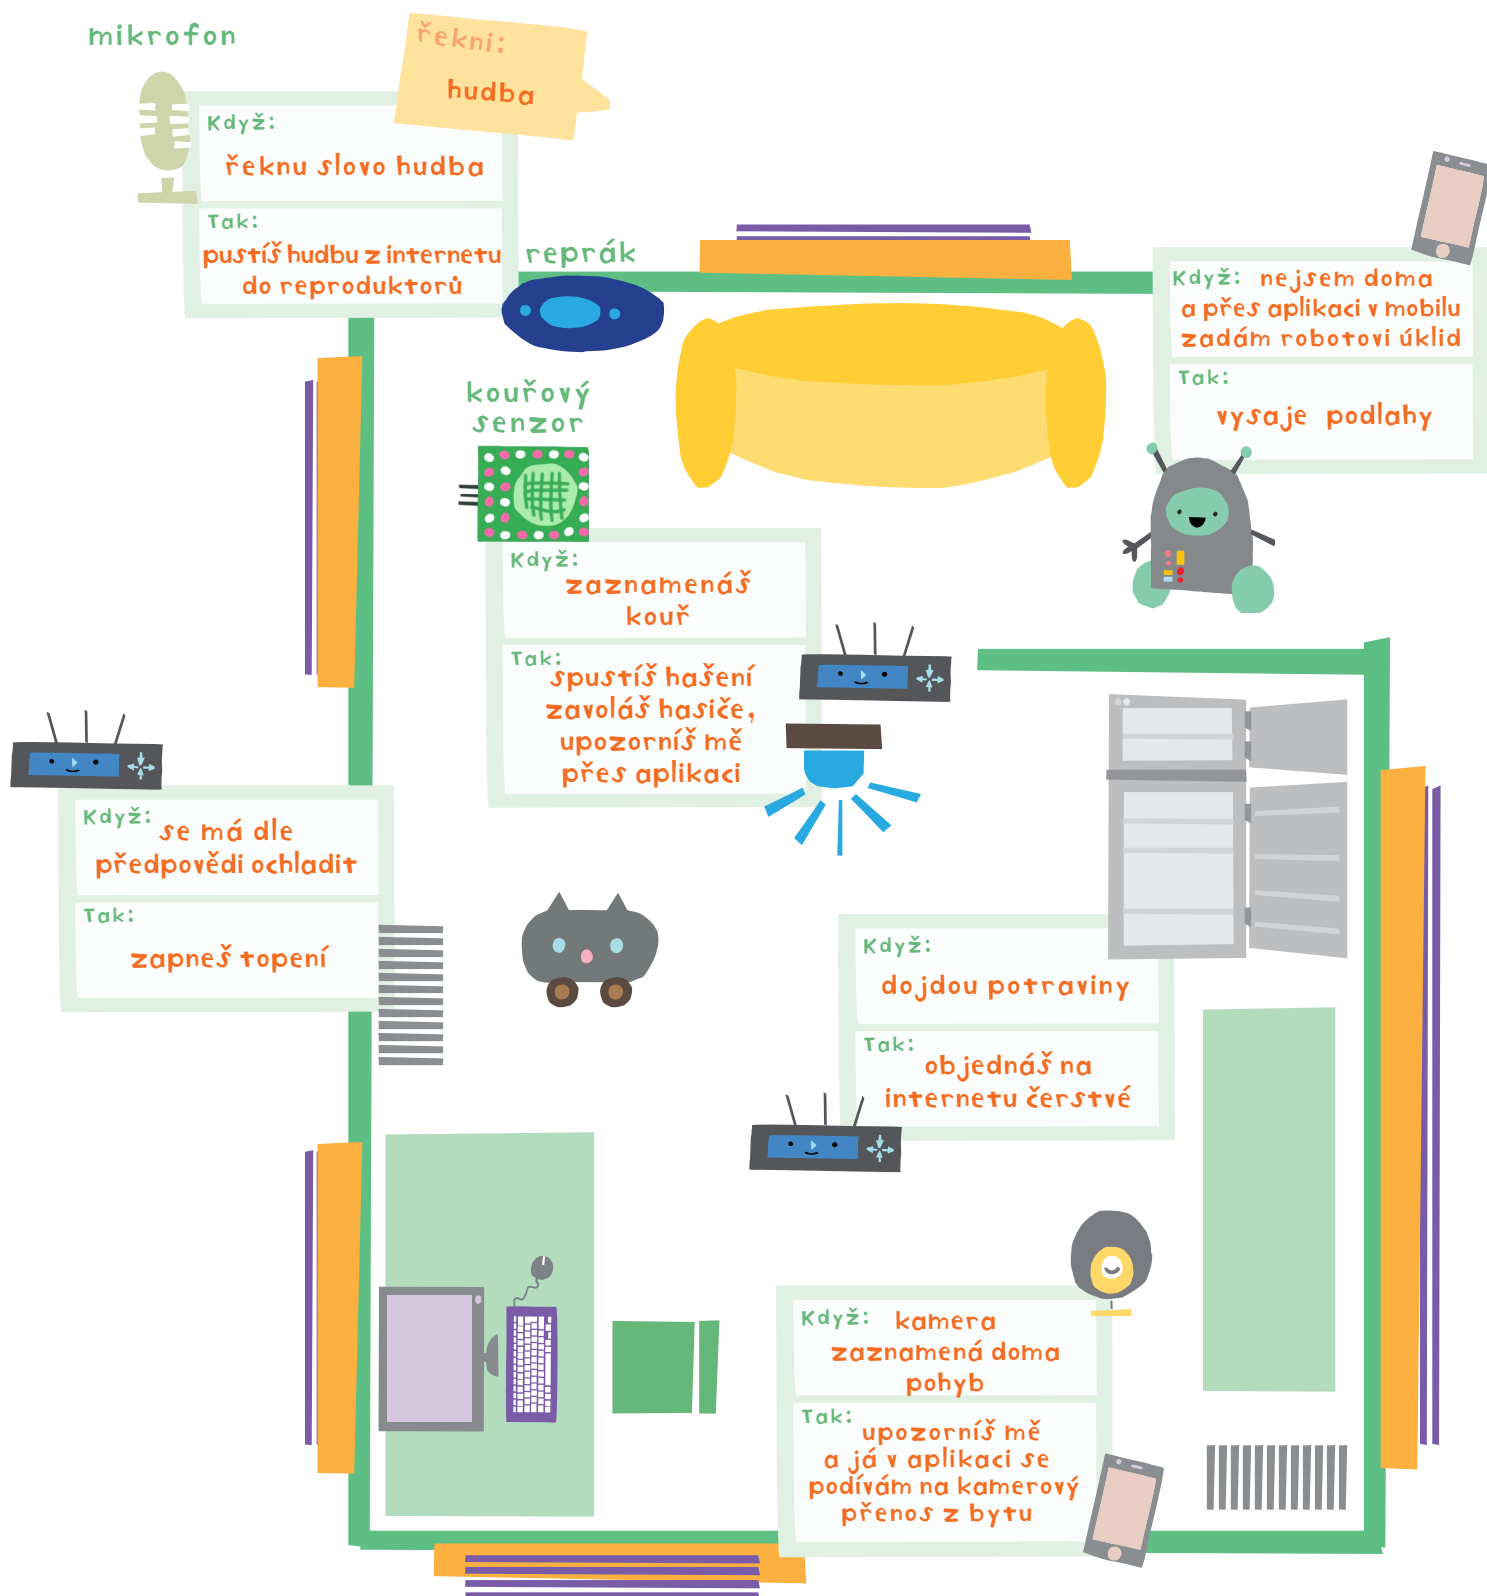 mikrofon
řekni:
hudba
Když:
řeknu slovo hudba
Tak:
pustíš hudbu z internetu
do reproduktorů
reprák
Když: nejsem doma
a přes aplikaci v mobilu
zadám robotovi úklid
Tak:
vysaje podlahy
kouřový
senzor
Když:
zaznamenáš
kouř
Tak:
spustíš hašení
zavoláš hasiče,
upozorníš mě
přes aplikaci
Když:
se má dle
předpovědi ochladit
Tak:
zapneš topení
Když:
dojdou potraviny
Tak:
objednáš na
internetu čerstvé
Když: kamera
zaznamená doma
pohyb
Tak:
upozorníš mě
a já v aplikaci se
podívám na kamerový
přenos z bytu